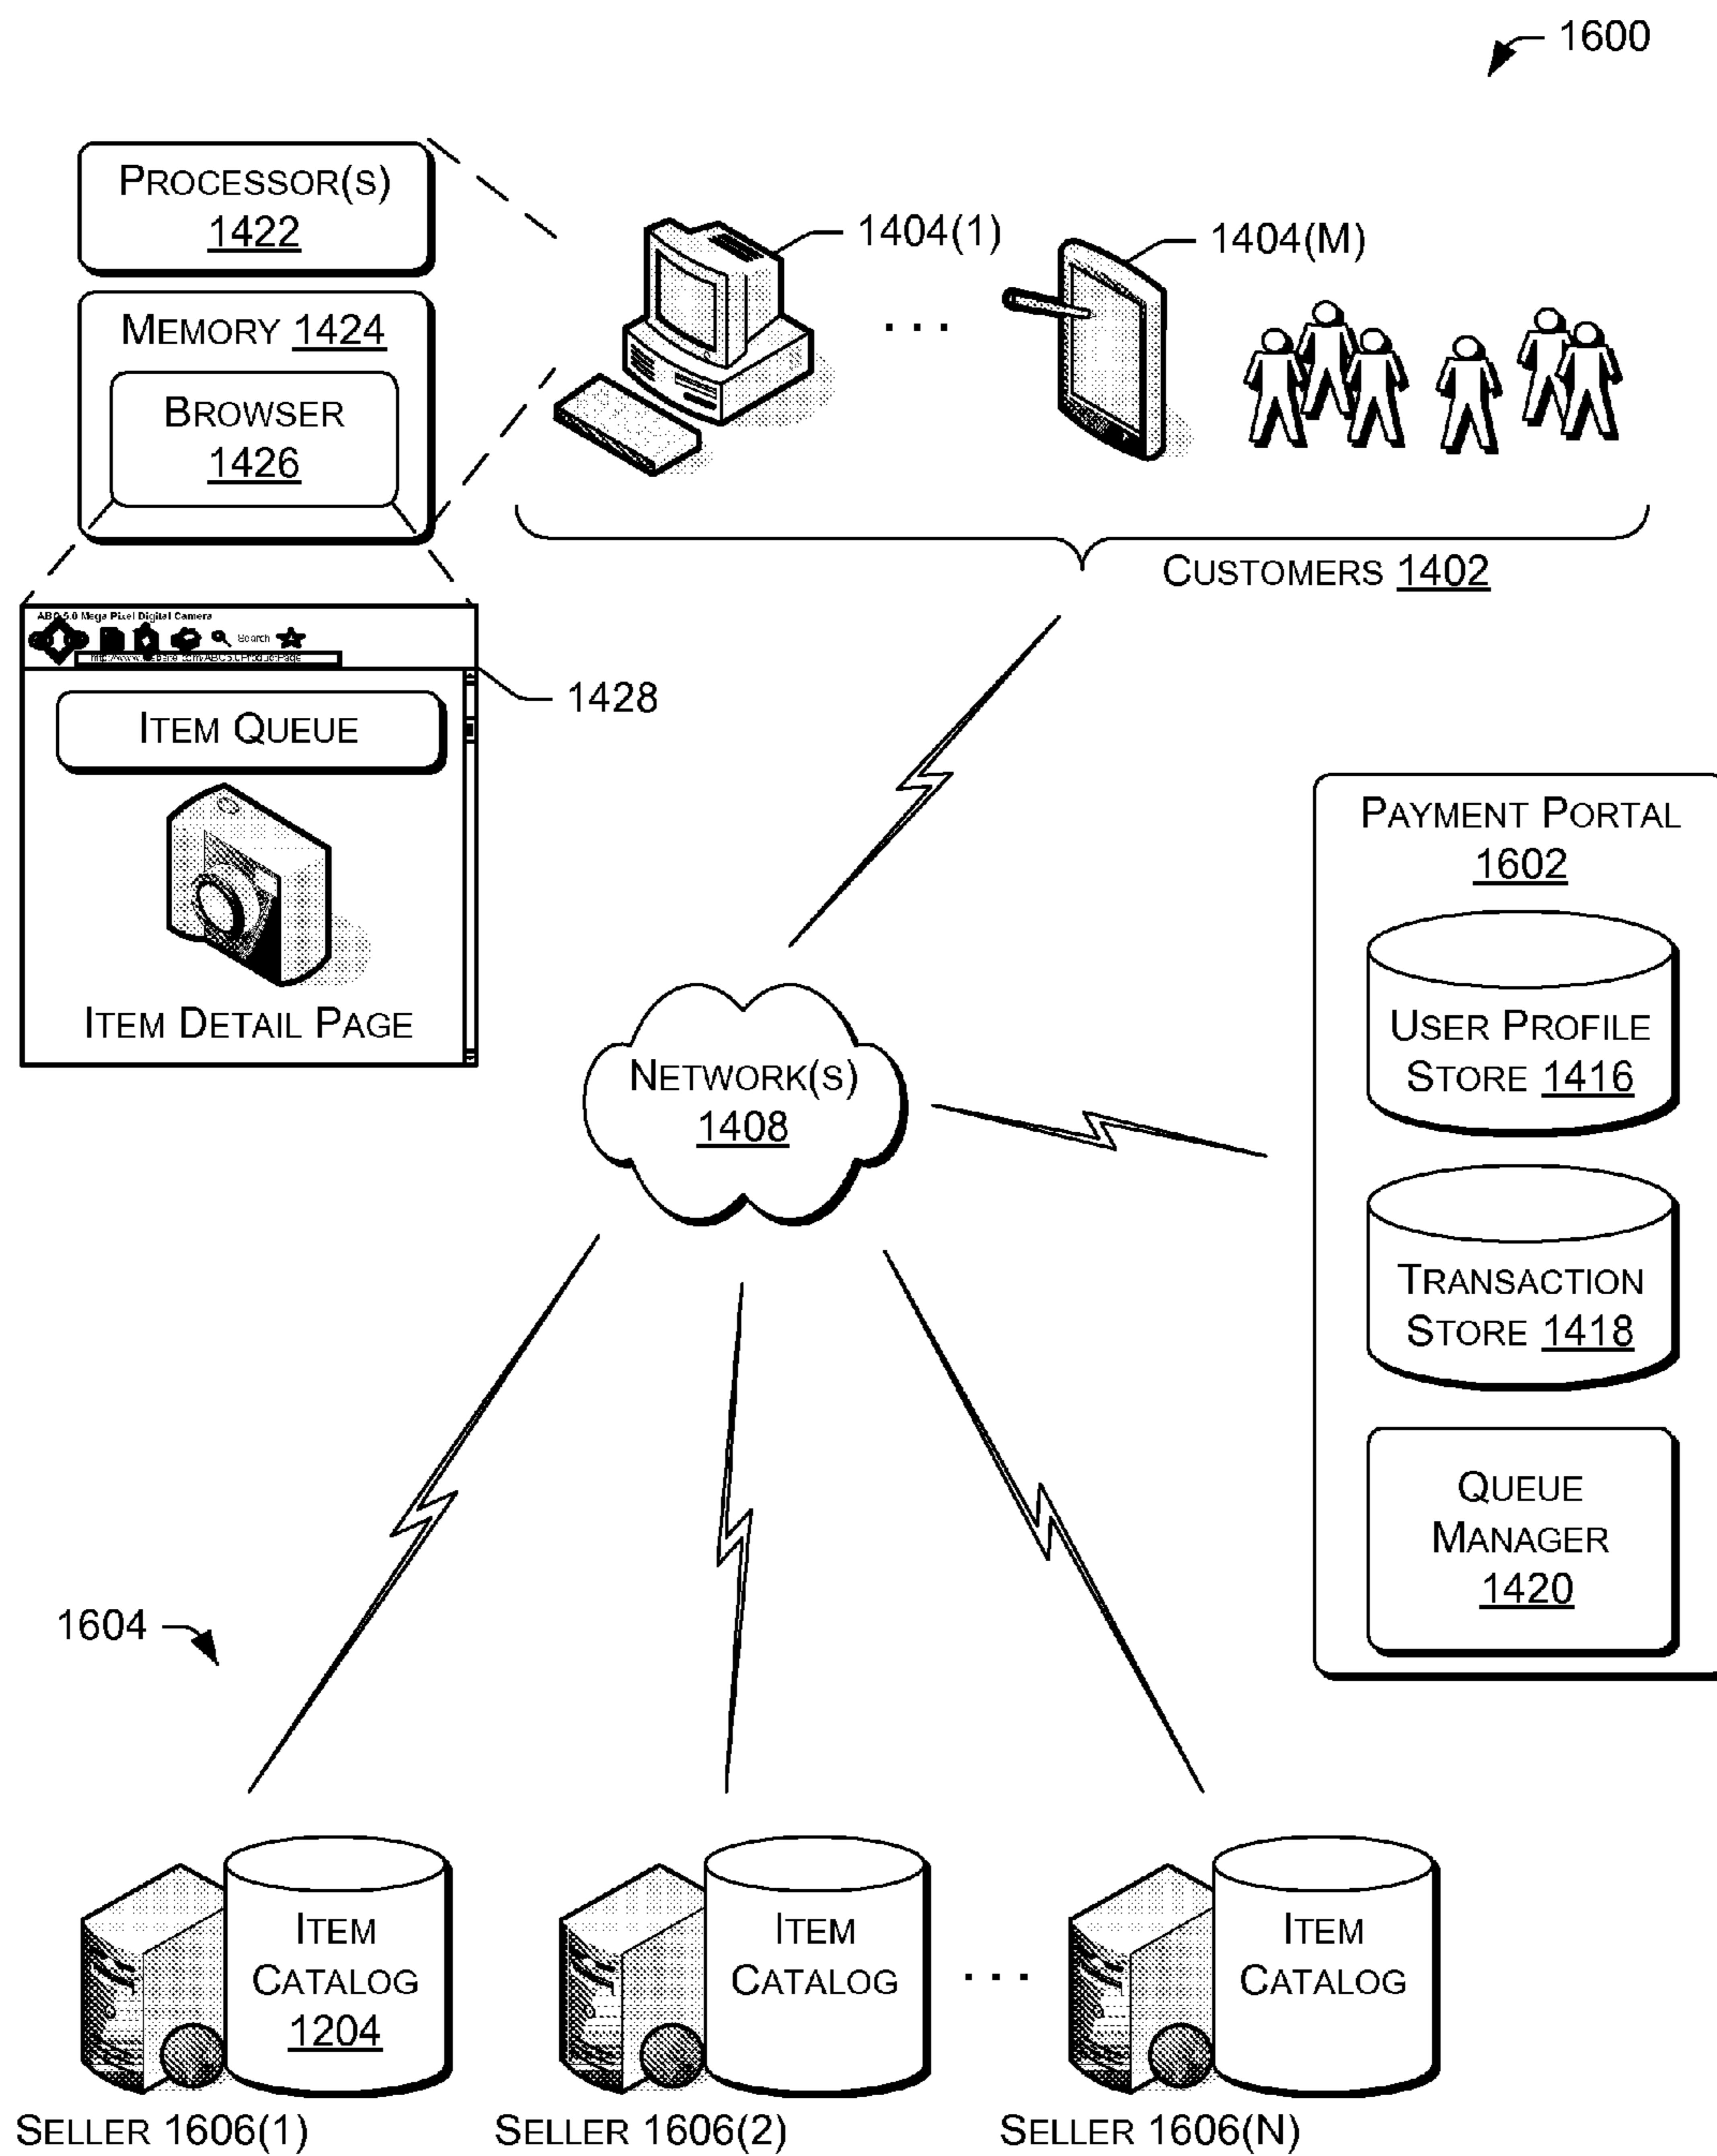 1600
PROCESSOR(S)
1422
1404(1)
1404(M)
MEMORY 1424
BROWSER
1426
. . .
CUSTOMERS 1402
ABC 5.0 Mega Pixel Digital Camera
Search
1428
ITEM QUEUE
ITEM DETAIL PAGE
PAYMENT PORTAL
1602
USER PROFILE
STORE 1416
NETWORK(S)
1408
TRANSACTION
STORE 1418
QUEUE
MANAGER
1420
1604
ITEM
CATALOG
1204
ITEM
CATALOG
. . .
ITEM
CATALOG
SELLER 1606(1)
SELLER 1606(2)
SELLER 1606(N)